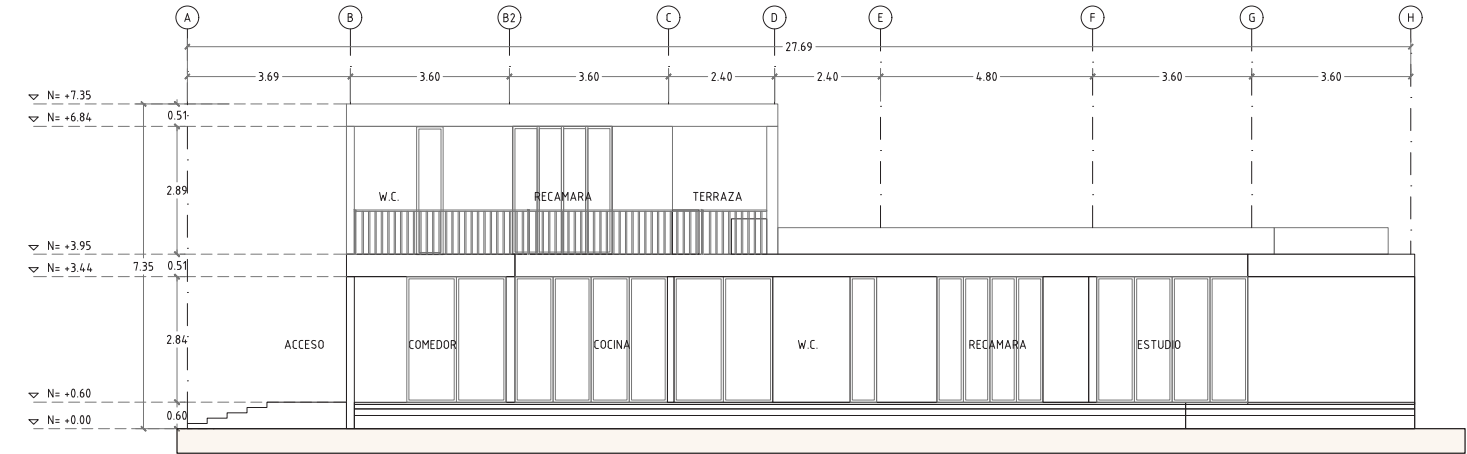 A B B2 C D E F G H
27.69
3.69 3.60 3.60 2.40 2.40 4.80 3.60 3.60
N= +7.35
0.51
N= +6.84
2.89
W.C. RECAMARA TERRAZA
N= +3.95
7.35 0.51
N= +3.44
2.84
ACCESO COMEDOR COCINA W.C. RECAMARA ESTUDIO
N= +0.60
0.60
N= +0.00